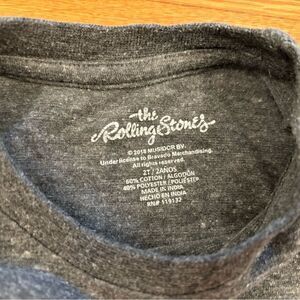 the
Rolling Stones
© 2018 MUSIDOR BV.
Under license to Bravado Merchandising.
All rights reserved.
2T / 2ANOS
60% COTTON / ALGODÓN
40% POLYESTER / POLIÉSTER
MADE IN INDIA
HECHO EN INDIA
RN# 119132